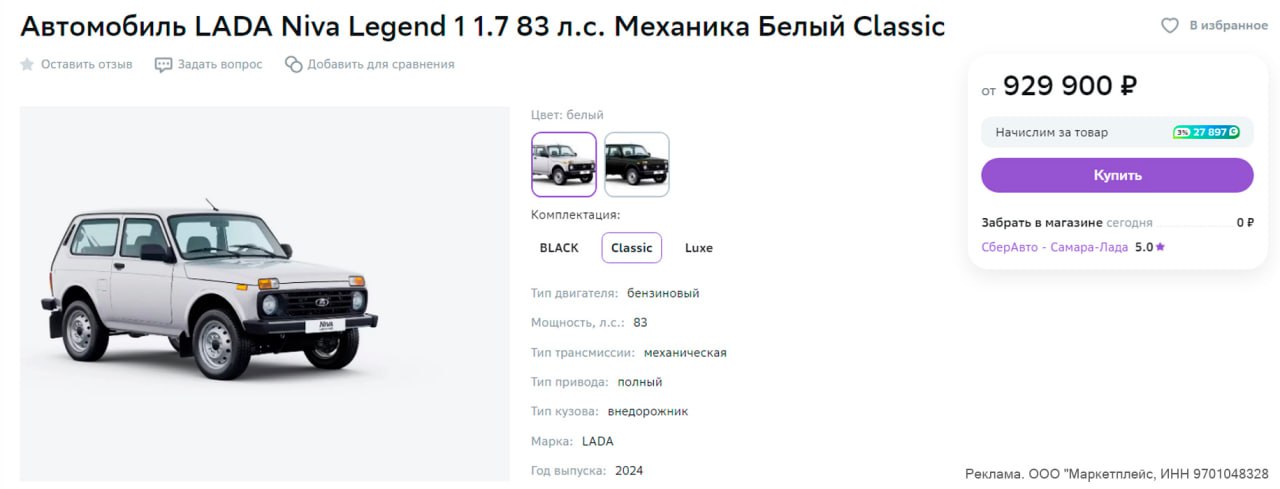 Автомобиль LADA Niva Legend 1 1.7 83 л.с. Механика Белый Classic
В избранное
Оставить отзыв
Задать вопрос
Добавить для сравнения
от 929 900 ₽
Начислим за товар 3% 27 897
Купить
Забрать в магазине сегодня 0 ₽
СберАвто - Самара-Лада 5.0
Цвет: белый
Комплектация:
BLACK Classic Luxe
Тип двигателя: бензиновый
Мощность, л.с.: 83
Тип трансмиссии: механическая
Тип привода: полный
Тип кузова: внедорожник
Марка: LADA
Год выпуска: 2024
Niva
Реклама. ООО "Маркетплейс, ИНН 9701048328